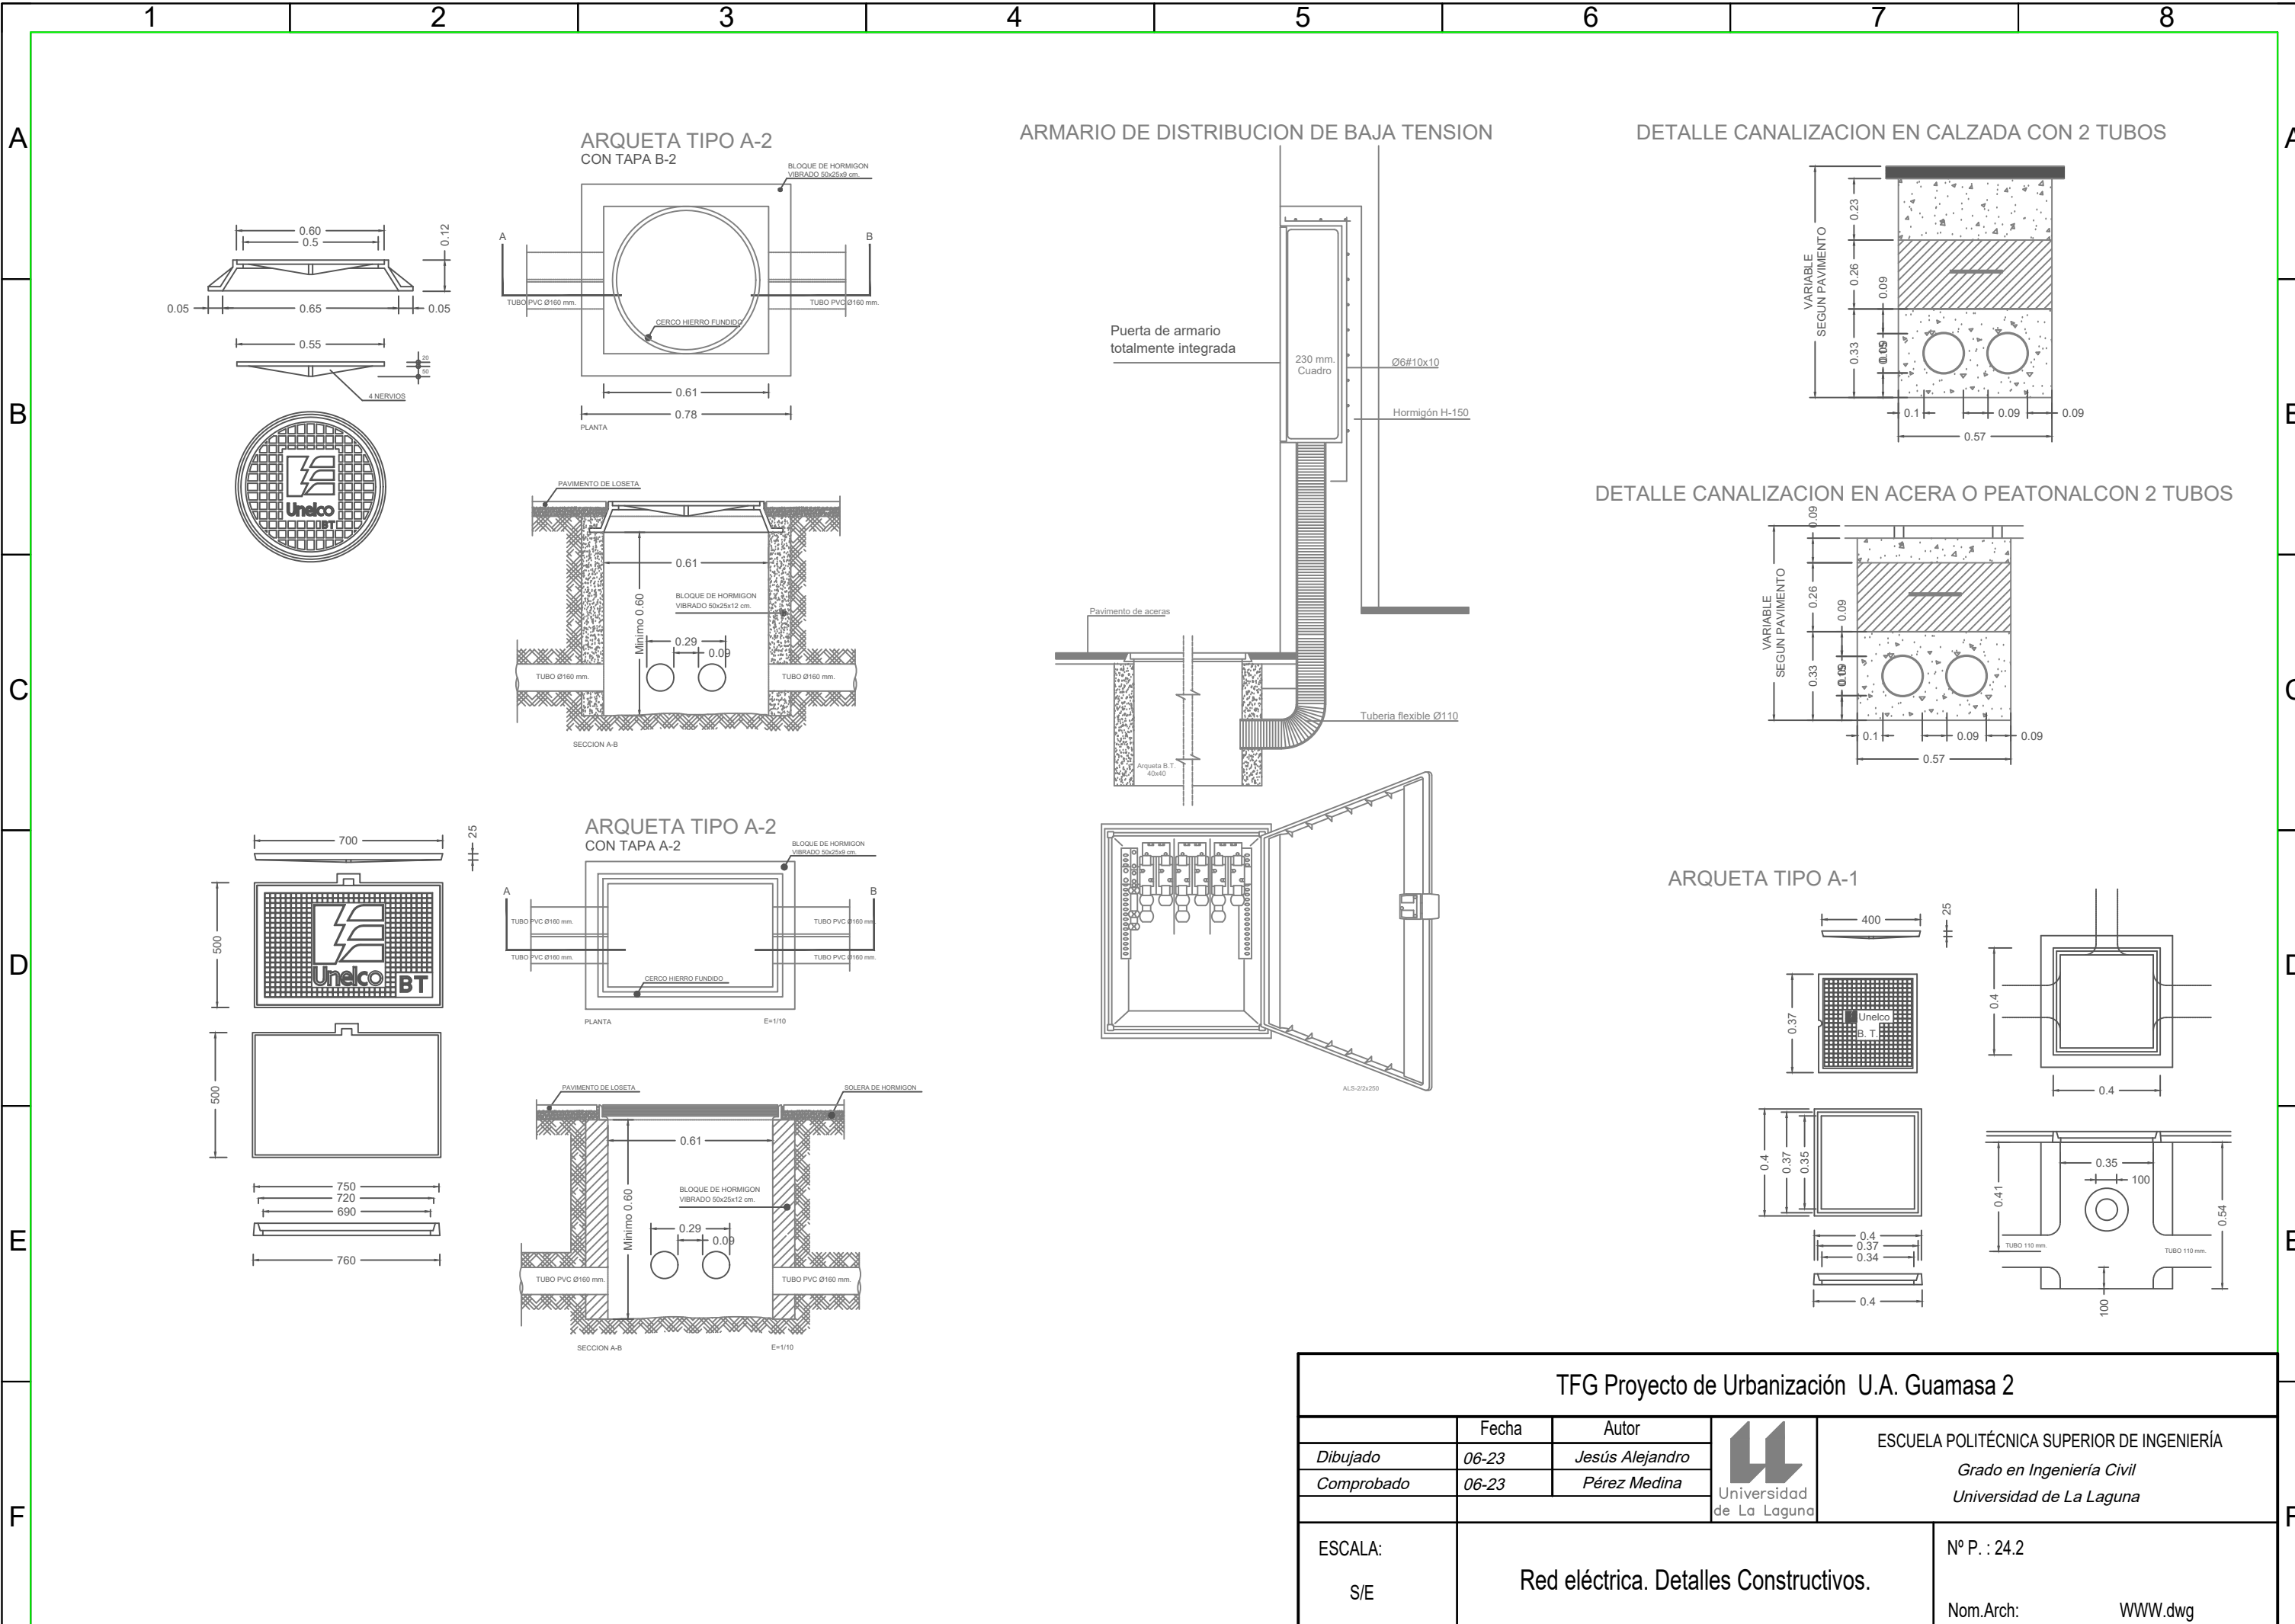 1 2 3 4 5 6 7 8
A
B
C
D
E
F
ARQUETA TIPO A-2
CON TAPA B-2
BLOQUE DE HORMIGON
VIBRADO 50x25x9 cm.
0.60
0.5
0.12
0.05
0.65
0.05
0.55
20
50
4 NERVIOS
Unelco
BT
A
B
TUBO PVC Ø160 mm.
TUBO PVC Ø160 mm.
CERCO HIERRO FUNDIDO
0.61
0.78
PLANTA
PAVIMENTO DE LOSETA
0.61
Minimo 0.60
BLOQUE DE HORMIGON
VIBRADO 50x25x12 cm.
0.29
0.09
TUBO Ø160 mm.
TUBO Ø160 mm.
SECCION A-B
700
25
500
Unelco
BT
500
750
720
690
760
ARQUETA TIPO A-2
CON TAPA A-2
BLOQUE DE HORMIGON
VIBRADO 50x25x9 cm.
A
B
TUBO PVC Ø160 mm.
TUBO PVC Ø160 mm.
TUBO PVC Ø160 mm.
TUBO PVC Ø160 mm.
CERCO HIERRO FUNDIDO
PLANTA
E=1/10
PAVIMENTO DE LOSETA
SOLERA DE HORMIGON
0.61
Minimo 0.60
BLOQUE DE HORMIGON
VIBRADO 50x25x12 cm.
0.29
0.09
TUBO PVC Ø160 mm.
TUBO PVC Ø160 mm.
SECCION A-B
E=1/10
ARMARIO DE DISTRIBUCION DE BAJA TENSION
Puerta de armario
totalmente integrada
230 mm.
Cuadro
Ø6#10x10
Hormigón H-150
Pavimento de aceras
Tuberia flexible Ø110
Arqueta B.T.
40x40
ALS-2/2x250
DETALLE CANALIZACION EN CALZADA CON 2 TUBOS
VARIABLE
SEGUN PAVIMENTO
0.23
0.26
0.09
0.33
0.1
0.09
0.09
0.57
DETALLE CANALIZACION EN ACERA O PEATONALCON 2 TUBOS
0.09
VARIABLE
SEGUN PAVIMENTO
0.26
0.09
0.33
0.1
0.09
0.09
0.57
ARQUETA TIPO A-1
400
25
0.37
Unelco
B. T.
0.4
0.4
0.4
0.37
0.35
0.4
0.37
0.34
0.4
0.35
100
0.41
0.54
TUBO 110 mm.
TUBO 110 mm.
100
TFG Proyecto de Urbanización U.A. Guamasa 2
Fecha Autor
Dibujado 06-23 Jesús Alejandro
Comprobado 06-23 Pérez Medina
Universidad
de La Laguna
ESCUELA POLITÉCNICA SUPERIOR DE INGENIERÍA
Grado en Ingeniería Civil
Universidad de La Laguna
ESCALA:
S/E
Red eléctrica. Detalles Constructivos.
Nº P. : 24.2
Nom.Arch: WWW.dwg